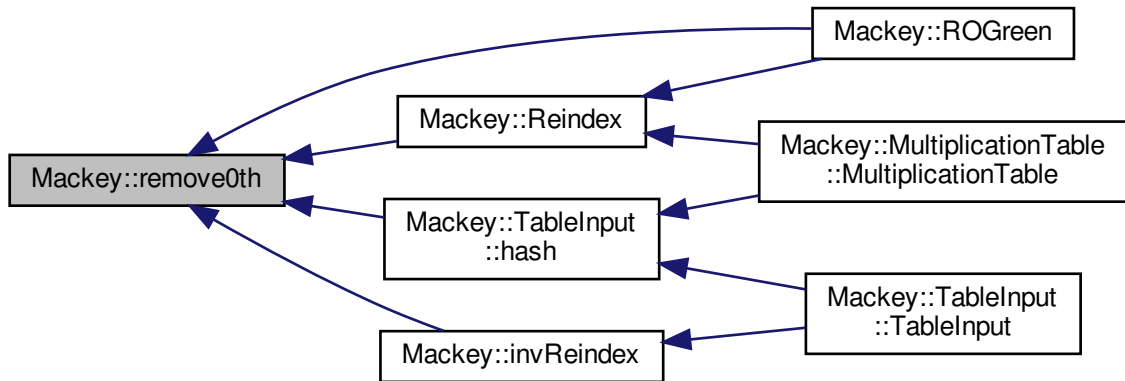 Mackey::remove0th
Mackey::ROGreen
Mackey::Reindex
Mackey::MultiplicationTable
::MultiplicationTable
Mackey::TableInput
::hash
Mackey::TableInput
::TableInput
Mackey::invReindex